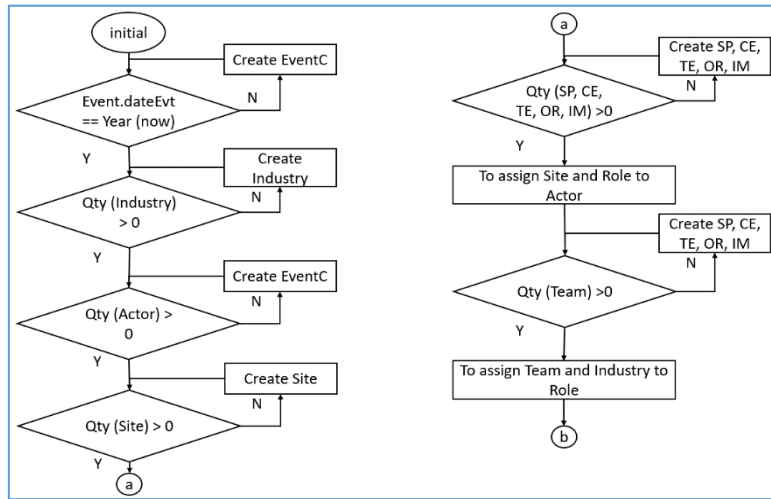 initial
Create EventC
Event.dateEvt
== Year (now)
N
Y
Create
Industry
Qty (Industry)
> 0
N
Y
Create EventC
Qty (Actor) >
0
N
Y
Create Site
Qty (Site) > 0
N
Y
a
a
Create SP, CE,
TE, OR, IM
Qty (SP, CE,
TE, OR, IM) >0
N
Y
To assign Site and Role to
Actor
Create SP, CE,
TE, OR, IM
Qty (Team) >0
N
Y
To assign Team and Industry to
Role
b